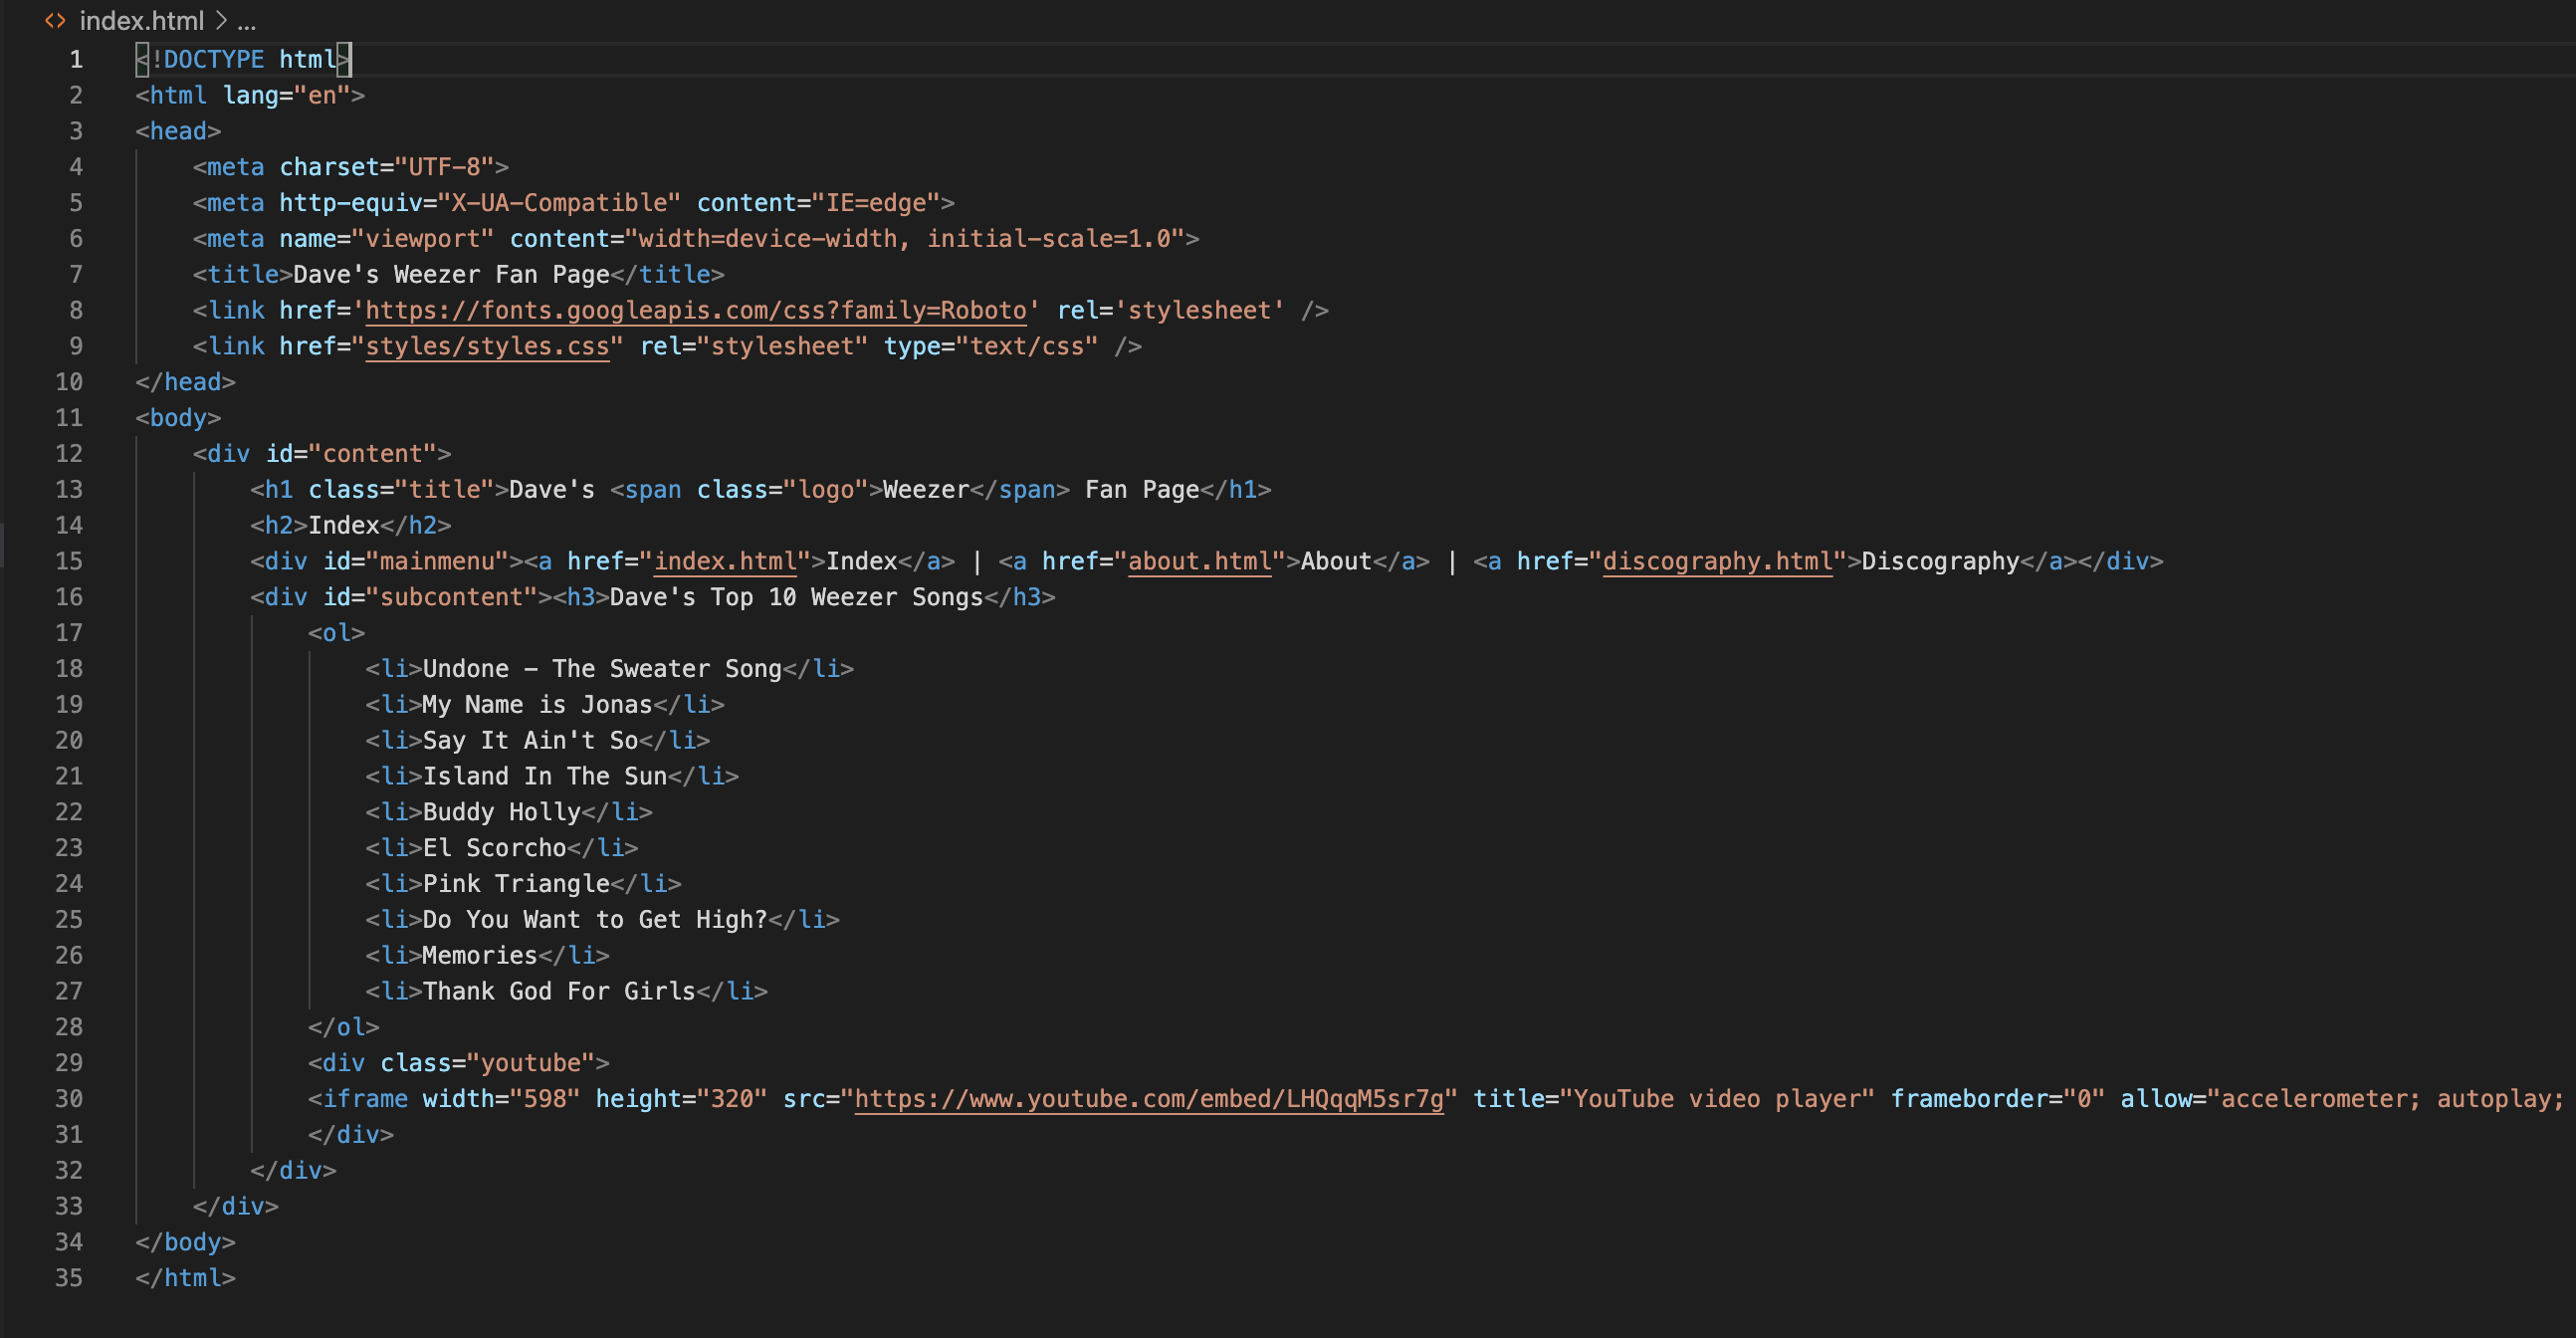 index.html > ...
1 <!DOCTYPE html>
2 <html lang="en">
3 <head>
4     <meta charset="UTF-8">
5     <meta http-equiv="X-UA-Compatible" content="IE=edge">
6     <meta name="viewport" content="width=device-width, initial-scale=1.0">
7     <title>Dave's Weezer Fan Page</title>
8     <link href='https://fonts.googleapis.com/css?family=Roboto' rel='stylesheet' />
9     <link href="styles/styles.css" rel="stylesheet" type="text/css" />
10 </head>
11 <body>
12     <div id="content">
13         <h1 class="title">Dave's <span class="logo">Weezer</span> Fan Page</h1>
14         <h2>Index</h2>
15         <div id="mainmenu"><a href="index.html">Index</a> | <a href="about.html">About</a> | <a href="discography.html">Discography</a></div>
16         <div id="subcontent"><h3>Dave's Top 10 Weezer Songs</h3>
17             <ol>
18                 <li>Undone - The Sweater Song</li>
19                 <li>My Name is Jonas</li>
20                 <li>Say It Ain't So</li>
21                 <li>Island In The Sun</li>
22                 <li>Buddy Holly</li>
23                 <li>El Scorcho</li>
24                 <li>Pink Triangle</li>
25                 <li>Do You Want to Get High?</li>
26                 <li>Memories</li>
27                 <li>Thank God For Girls</li>
28             </ol>
29             <div class="youtube">
30             <iframe width="598" height="320" src="https://www.youtube.com/embed/LHQqqM5sr7g" title="YouTube video player" frameborder="0" allow="accelerometer; autoplay;
31             </div>
32         </div>
33     </div>
34 </body>
35 </html>